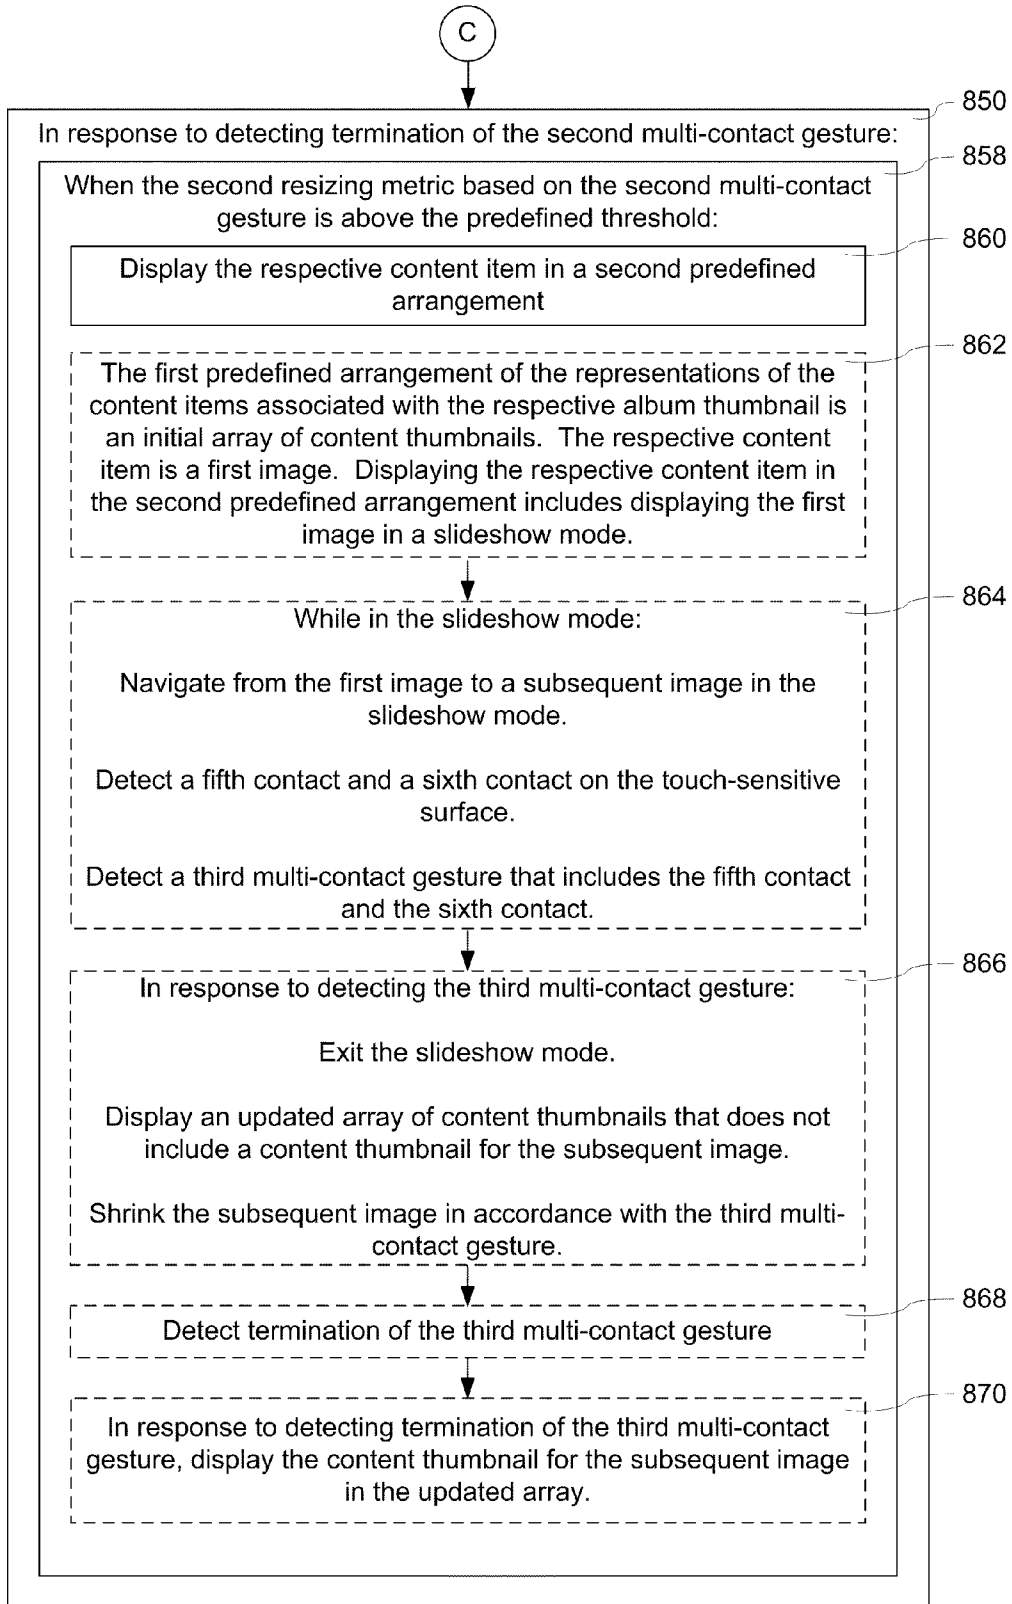 C
850
In response to detecting termination of the second multi-contact gesture:
858
When the second resizing metric based on the second multi-contact
gesture is above the predefined threshold:
860
Display the respective content item in a second predefined
arrangement
862
The first predefined arrangement of the representations of the
content items associated with the respective album thumbnail is
an initial array of content thumbnails.  The respective content
item is a first image.  Displaying the respective content item in
the second predefined arrangement includes displaying the first
image in a slideshow mode.
864
While in the slideshow mode:
Navigate from the first image to a subsequent image in the
slideshow mode.
Detect a fifth contact and a sixth contact on the touch-sensitive
surface.
Detect a third multi-contact gesture that includes the fifth contact
and the sixth contact.
866
In response to detecting the third multi-contact gesture:
Exit the slideshow mode.
Display an updated array of content thumbnails that does not
include a content thumbnail for the subsequent image.
Shrink the subsequent image in accordance with the third multi-
contact gesture.
868
Detect termination of the third multi-contact gesture
870
In response to detecting termination of the third multi-contact
gesture, display the content thumbnail for the subsequent image
in the updated array.